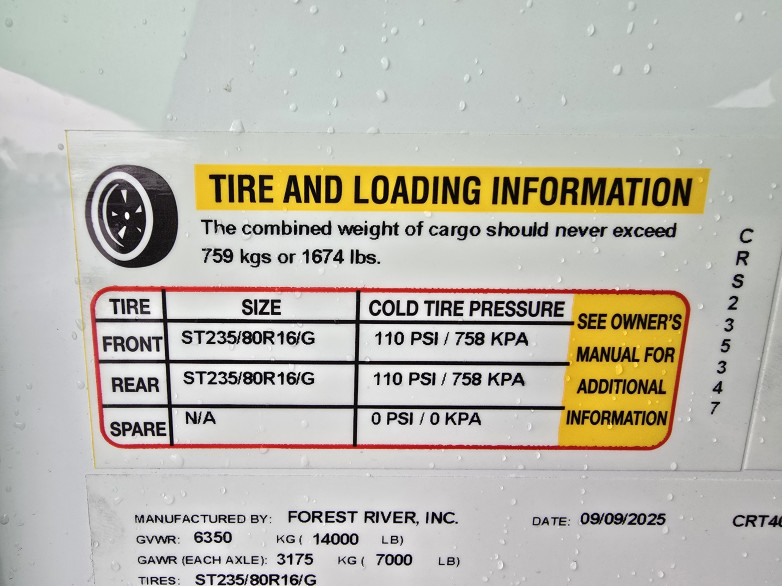 TIRE AND LOADING INFORMATION
The combined weight of cargo should never exceed
759 kgs or 1674 lbs.
TIRE SIZE COLD TIRE PRESSURE
FRONT ST235/80R16/G 110 PSI / 758 KPA
REAR ST235/80R16/G 110 PSI / 758 KPA
SPARE N/A 0 PSI / 0 KPA
SEE OWNER'S
MANUAL FOR
ADDITIONAL
INFORMATION
CRS235347
MANUFACTURED BY: FOREST RIVER, INC. DATE: 09/09/2025 CRT40
GVWR: 6350 KG ( 14000 LB)
GAWR (EACH AXLE): 3175 KG ( 7000 LB)
TIRES: ST235/80R16/G